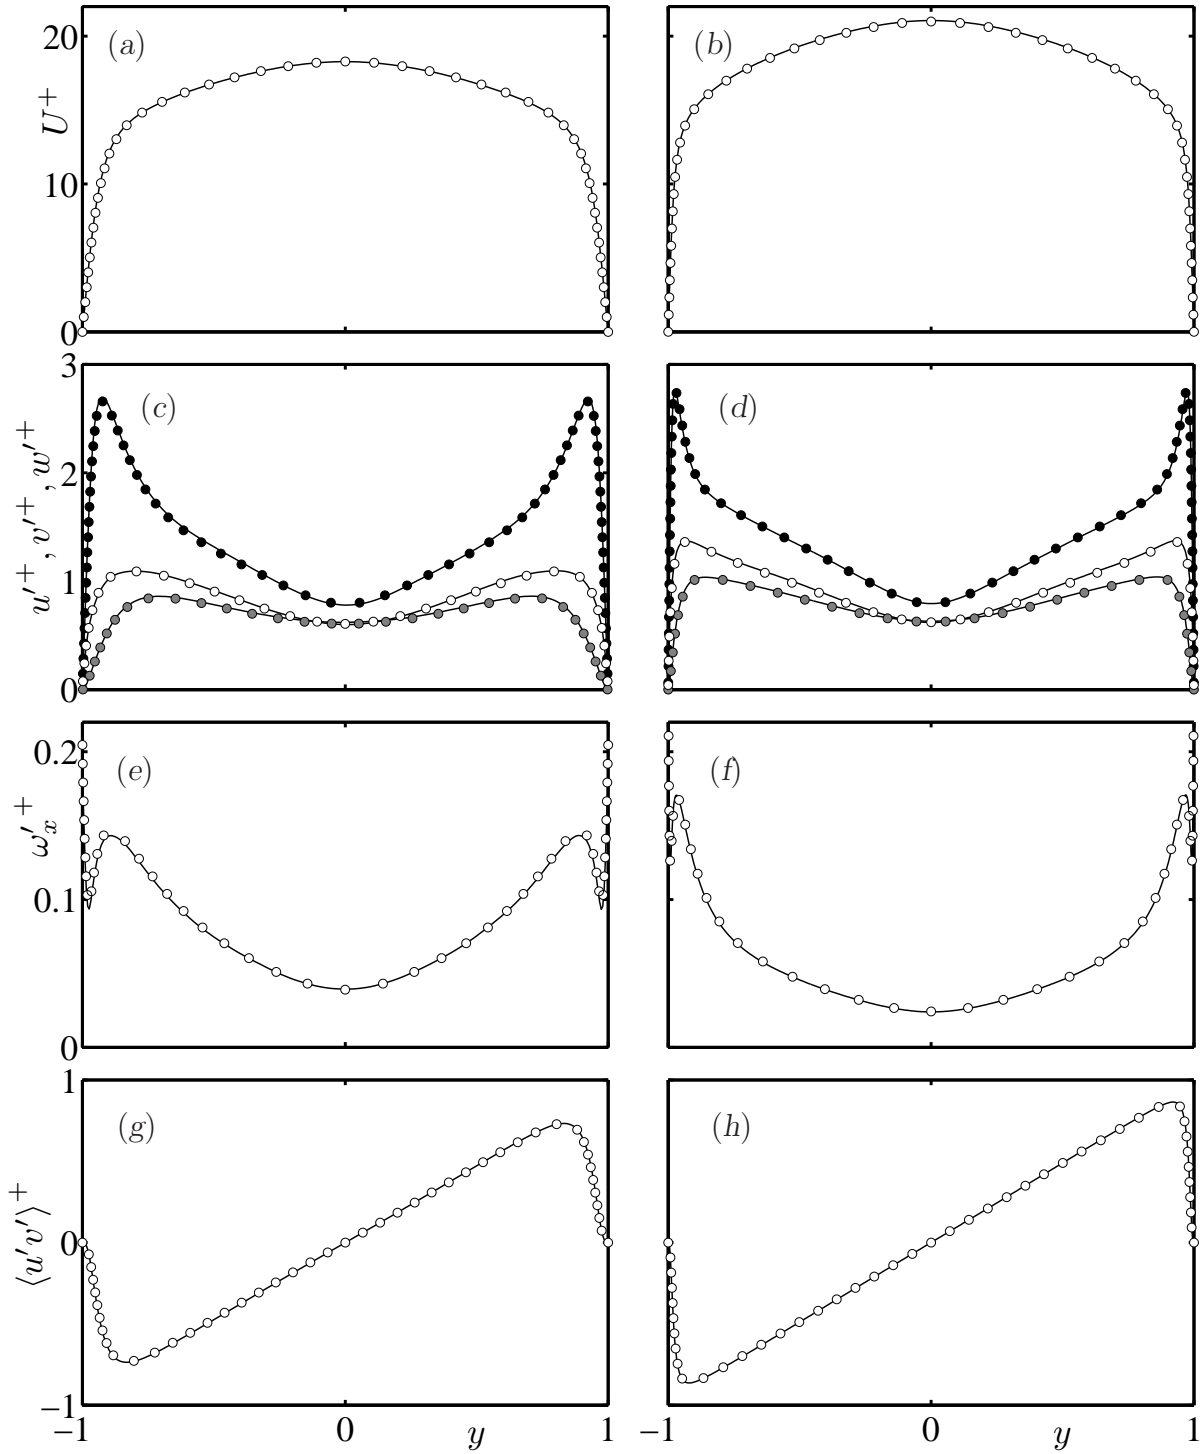 (a)
(b)
20
10
0
U⁺
(c)
(d)
3
2
1
0
u′⁺, v′⁺, w′⁺
(e)
(f)
0.2
0.1
0
ω′ₓ⁺
(g)
(h)
1
0
−1
⟨u′v′⟩⁺
−1 0 y 1
−1 0 y 1